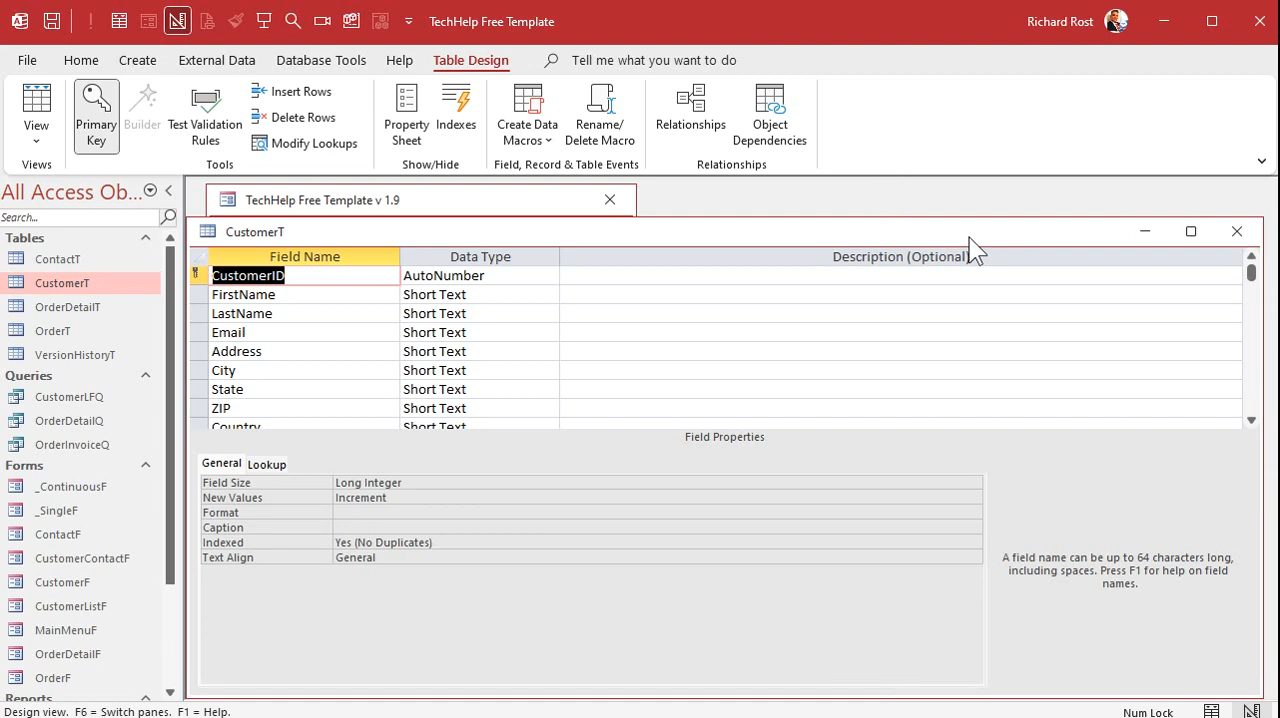 TechHelp Free Template
Richard Rost
File Home Create External Data Database Tools Help Table Design Tell me what you want to do
View
Views
Primary Key
Builder
Test Validation Rules
Insert Rows
Delete Rows
Modify Lookups
Tools
Property Sheet
Indexes
Show/Hide
Create Data Macros
Rename/ Delete Macro
Field, Record & Table Events
Relationships
Object Dependencies
Relationships
All Access Ob...
Search...
Tables
ContactT
CustomerT
OrderDetailT
OrderT
VersionHistoryT
Queries
CustomerLFQ
OrderDetailQ
OrderInvoiceQ
Forms
_ContinuousF
_SingleF
ContactF
CustomerContactF
CustomerF
CustomerListF
MainMenuF
OrderDetailF
OrderF
Reports
TechHelp Free Template v 1.9
CustomerT
Field Name Data Type Description (Optional)
CustomerID AutoNumber
FirstName Short Text
LastName Short Text
Email Short Text
Address Short Text
City Short Text
State Short Text
ZIP Short Text
Country Short Text
Field Properties
General Lookup
Field Size Long Integer
New Values Increment
Format
Caption
Indexed Yes (No Duplicates)
Text Align General
A field name can be up to 64 characters long,
including spaces. Press F1 for help on field
names.
Design view. F6 = Switch panes. F1 = Help.
Num Lock